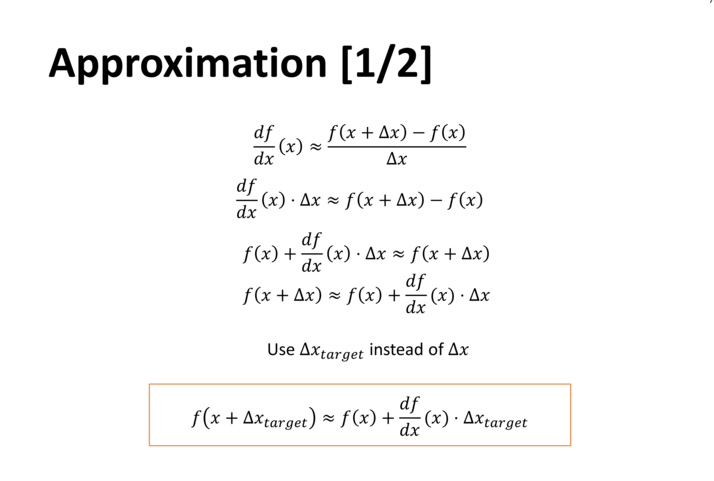 Approximation [1/2]
df/dx (x) ≈ (f(x + Δx) − f(x))/Δx
df/dx (x) · Δx ≈ f(x + Δx) − f(x)
f(x) + df/dx (x) · Δx ≈ f(x + Δx)
f(x + Δx) ≈ f(x) + df/dx (x) · Δx
Use Δx_target instead of Δx
f(x + Δx_target) ≈ f(x) + df/dx (x) · Δx_target